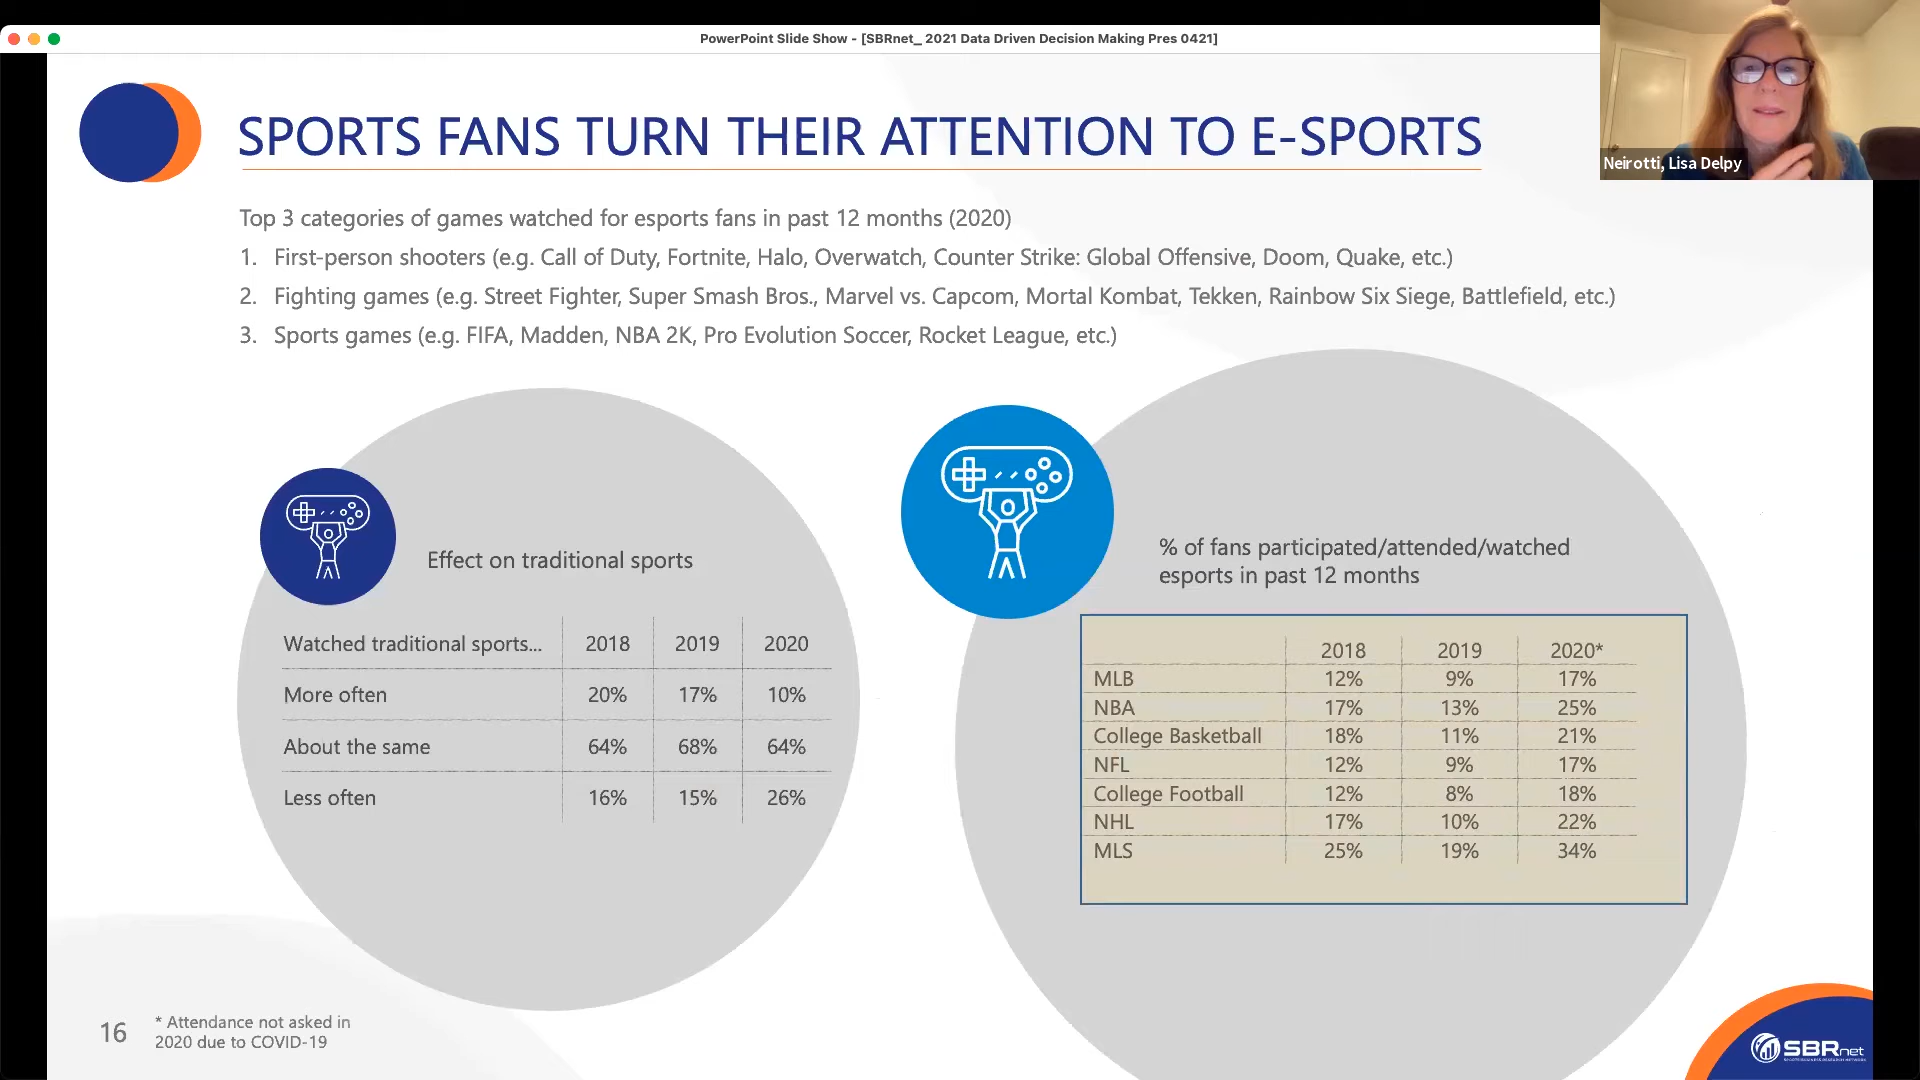 PowerPoint Slide Show - [SBRnet_ 2021 Data Driven Decision Making Pres 0421]
Neirotti, Lisa Delpy
SPORTS FANS TURN THEIR ATTENTION TO E-SPORTS
Top 3 categories of games watched for esports fans in past 12 months (2020)
1. First-person shooters (e.g. Call of Duty, Fortnite, Halo, Overwatch, Counter Strike: Global Offensive, Doom, Quake, etc.)
2. Fighting games (e.g. Street Fighter, Super Smash Bros., Marvel vs. Capcom, Mortal Kombat, Tekken, Rainbow Six Siege, Battlefield, etc.)
3. Sports games (e.g. FIFA, Madden, NBA 2K, Pro Evolution Soccer, Rocket League, etc.)
Effect on traditional sports
Watched traditional sports... 2018 2019 2020
More often 20% 17% 10%
About the same 64% 68% 64%
Less often 16% 15% 26%
% of fans participated/attended/watched
esports in past 12 months
2018 2019 2020*
MLB 12% 9% 17%
NBA 17% 13% 25%
College Basketball 18% 11% 21%
NFL 12% 9% 17%
College Football 12% 8% 18%
NHL 17% 10% 22%
MLS 25% 19% 34%
16
* Attendance not asked in
2020 due to COVID-19
SBRnet